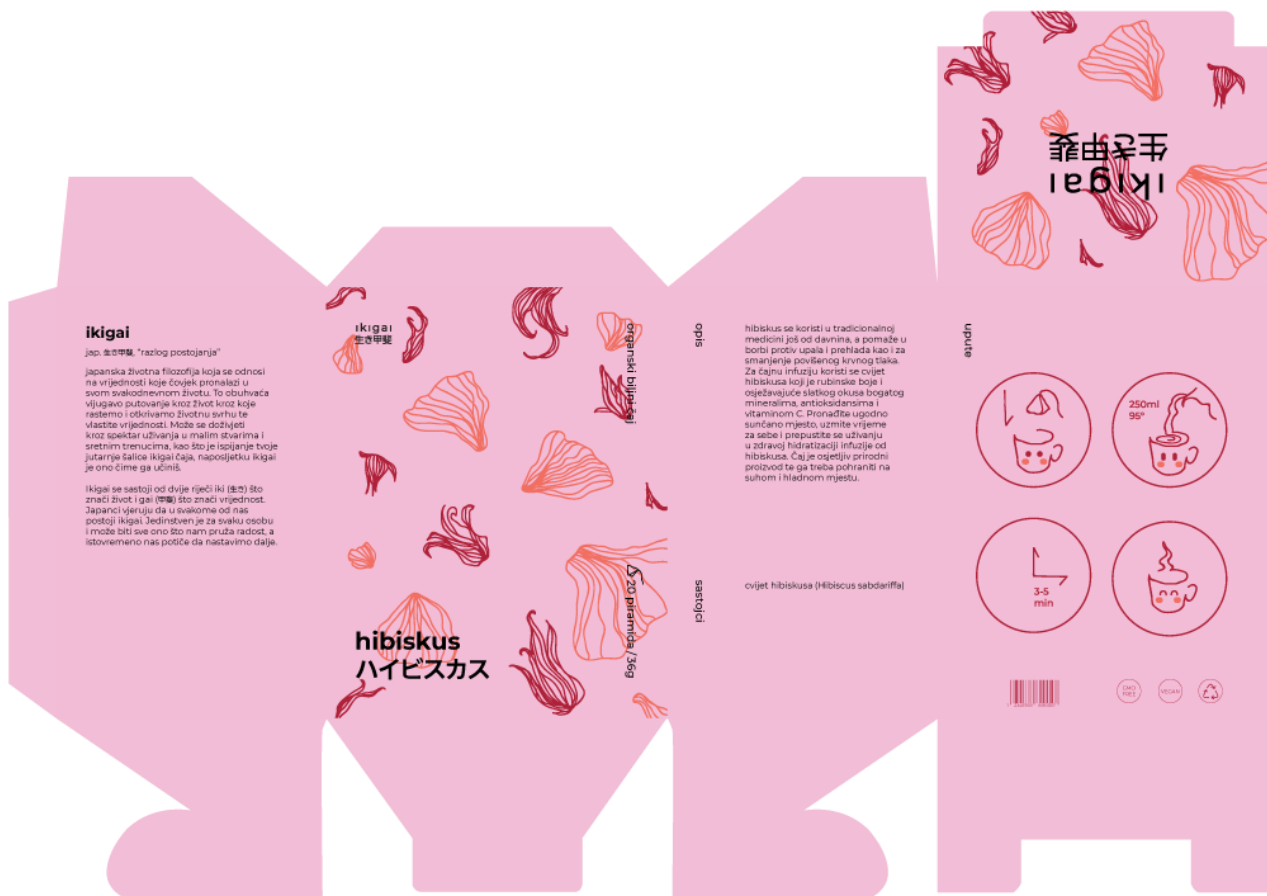 ikigai
生き甲斐
ikigai
jap. 生き甲斐, "razlog postojanja"
japanska životna filozofija koja se odnosi
na vrijednosti koje čovjek pronalazi u
svom svakodnevnom životu. To obuhvaća
vijugavo putovanje kroz život kroz koje
rastemo i otkrivamo životnu svrhu te
vlastite vrijednosti. Može se doživjeti
kroz spektar uživanja u malim stvarima i
sretnim trenucima, kao što je ispijanje tvoje
jutarnje šalice ikigai čaja, naposljetku ikigai
je ono čime ga učiniš.
Ikigai se sastoji od dvije riječi iki (生き) što
znači život i gai (甲斐) što znači vrijednost.
Japanci vjeruju da u svakome od nas
postoji ikigai. Jedinstven je za svaku osobu
i može biti sve ono što nam pruža radost, a
istovremeno nas potiče da nastavimo dalje.
ikigai
生き甲斐
organski biljni čaj
hibiskus
ハイビスカス
20 piramida / 36g
opis
hibiskus se koristi u tradicionalnoj
medicini još od davnina, a pomaže u
borbi protiv upala i prehlada kao i za
smanjenje povišenog krvnog tlaka.
Za čajnu infuziju koristi se cvijet
hibiskusa koji je rubinske boje i
osježavajuće slatkog okusa bogatog
mineralima, antioksidansima i
vitaminom C. Pronađite ugodno
sunčano mjesto, uzmite vrijeme
za sebe i prepustite se uživanju
u zdravoj hidratizaciji infuzije od
hibiskusa. Čaj je osjetljiv prirodni
proizvod te ga treba pohraniti na
suhom i hladnom mjestu.
sastojci
cvijet hibiskusa (Hibiscus sabdariffa)
upute
250ml
95°
3-5
min
GMO
FREE
VEGAN